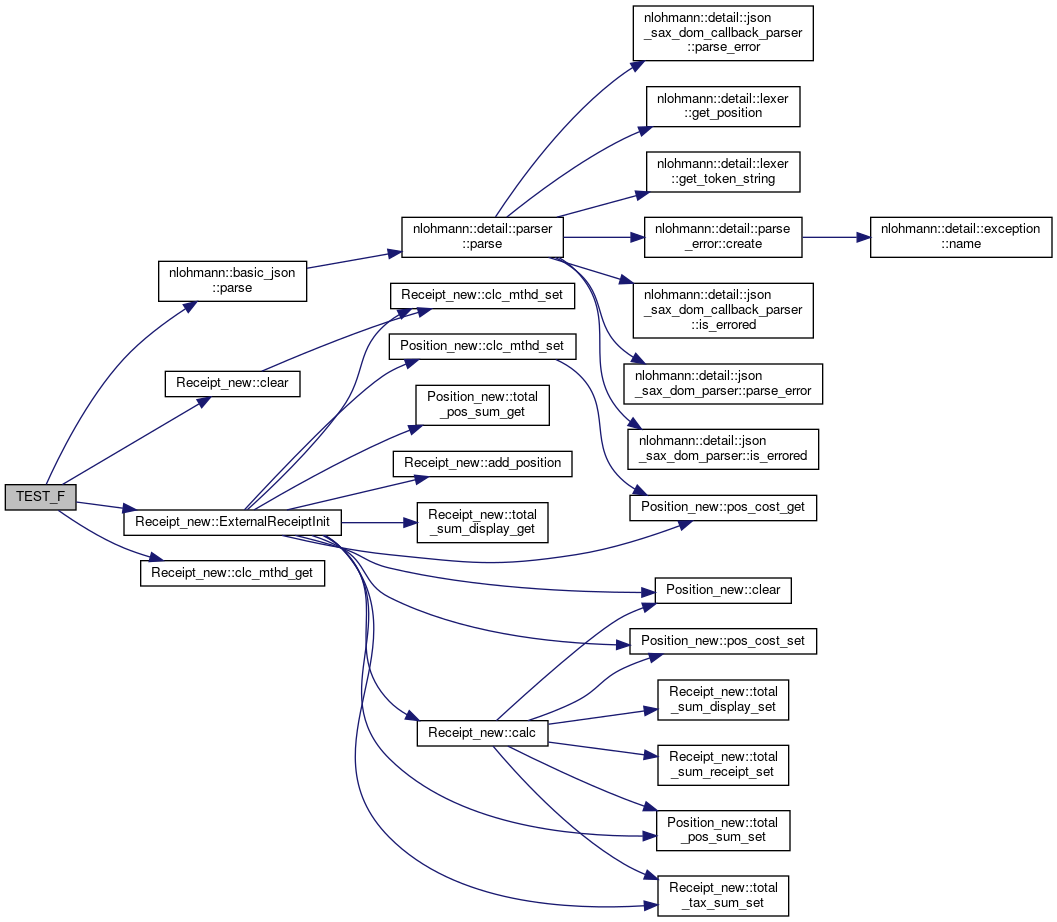 nlohmann::detail::json
_sax_dom_callback_parser
::parse_error
nlohmann::detail::lexer
::get_position
nlohmann::detail::lexer
::get_token_string
nlohmann::detail::parser
::parse
nlohmann::detail::parse
_error::create
nlohmann::detail::exception
::name
nlohmann::basic_json
::parse
Receipt_new::clc_mthd_set
nlohmann::detail::json
_sax_dom_callback_parser
::is_errored
Position_new::clc_mthd_set
Receipt_new::clear
nlohmann::detail::json
_sax_dom_parser::parse_error
Position_new::total
_pos_sum_get
nlohmann::detail::json
_sax_dom_parser::is_errored
Receipt_new::add_position
TEST_F
Position_new::pos_cost_get
Receipt_new::ExternalReceiptInit
Receipt_new::total
_sum_display_get
Receipt_new::clc_mthd_get
Position_new::clear
Position_new::pos_cost_set
Receipt_new::total
_sum_display_set
Receipt_new::calc
Receipt_new::total
_sum_receipt_set
Position_new::total
_pos_sum_set
Receipt_new::total
_tax_sum_set